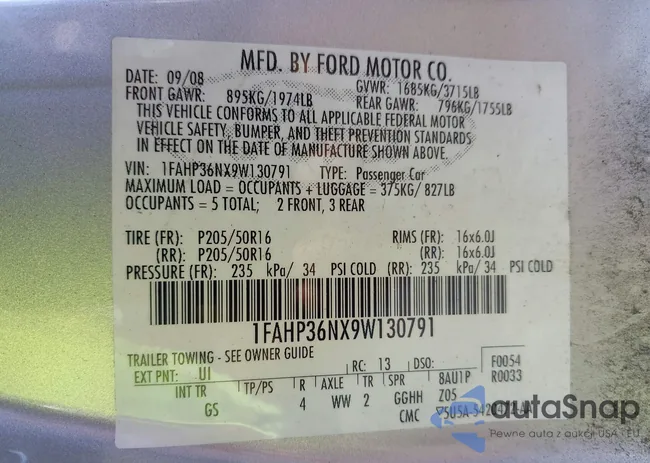 MFD. BY FORD MOTOR CO.
DATE: 09/08 GVWR: 1685KG/3715LB
FRONT GAWR: 895KG/1974LB REAR GAWR: 796KG/1755LB
THIS VEHICLE CONFORMS TO ALL APPLICABLE FEDERAL MOTOR
VEHICLE SAFETY, BUMPER, AND THEFT PREVENTION STANDARDS
IN EFFECT ON THE DATE OF MANUFACTURE SHOWN ABOVE.
VIN: 1FAHP36NX9W130791 TYPE: Passenger Car
MAXIMUM LOAD = OCCUPANTS + LUGGAGE = 375KG/ 827LB
OCCUPANTS = 5 TOTAL; 2 FRONT, 3 REAR
TIRE (FR): P205/50R16 RIMS (FR): 16x6.0J
(RR): P205/50R16 (RR): 16x6.0J
PRESSURE (FR): 235 kPa/ 34 PSI COLD (RR): 235 kPa/ 34 PSI COLD
1FAHP36NX9W130791
TRAILER TOWING - SEE OWNER GUIDE
EXT PNT: UI RC: 13 DSO: F0054
R0033
INT TR TP/PS R AXLE TR SPR 8AU1P
GS 4 WW 2 GGHH Z05
CMC
autaSnap
Pewne auta z aukcji USA i EU